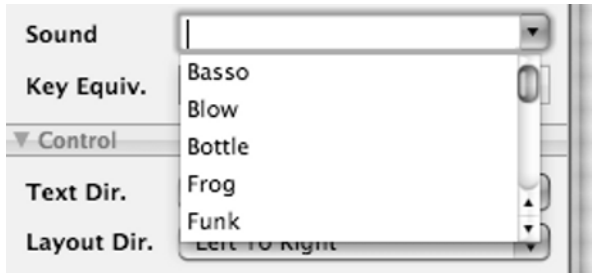 Sound
Basso
Key Equiv.
Blow
Control
Bottle
Text Dir.
Frog
Funk
Layout Dir. Left To Right